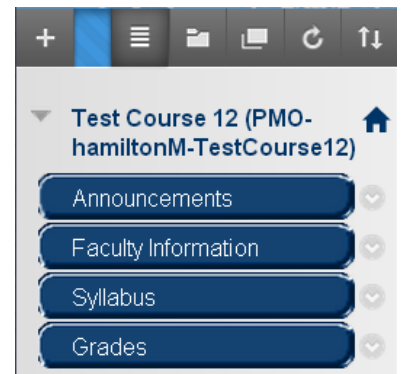 Test Course 12 (PMO-
hamiltonM-TestCourse12)
Announcements
Faculty Information
Syllabus
Grades